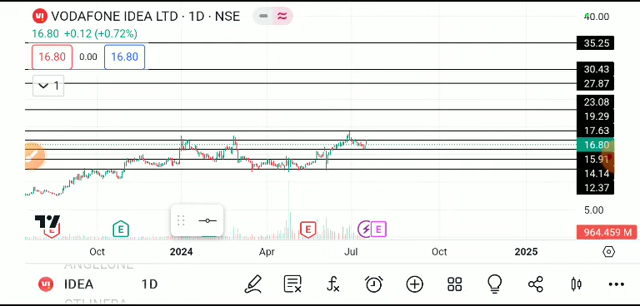 VODAFONE IDEA LTD · 1D · NSE
16.80 +0.12 (+0.72%)
16.80 0.00 16.80
1
40.00
35.25
30.43
27.87
23.08
19.29
17.63
16.80
15.91
14.14
12.37
5.00
964.459 M
E E E E
Oct 2024 Apr Jul Oct 2025
ANGELONE
IDEA 1D